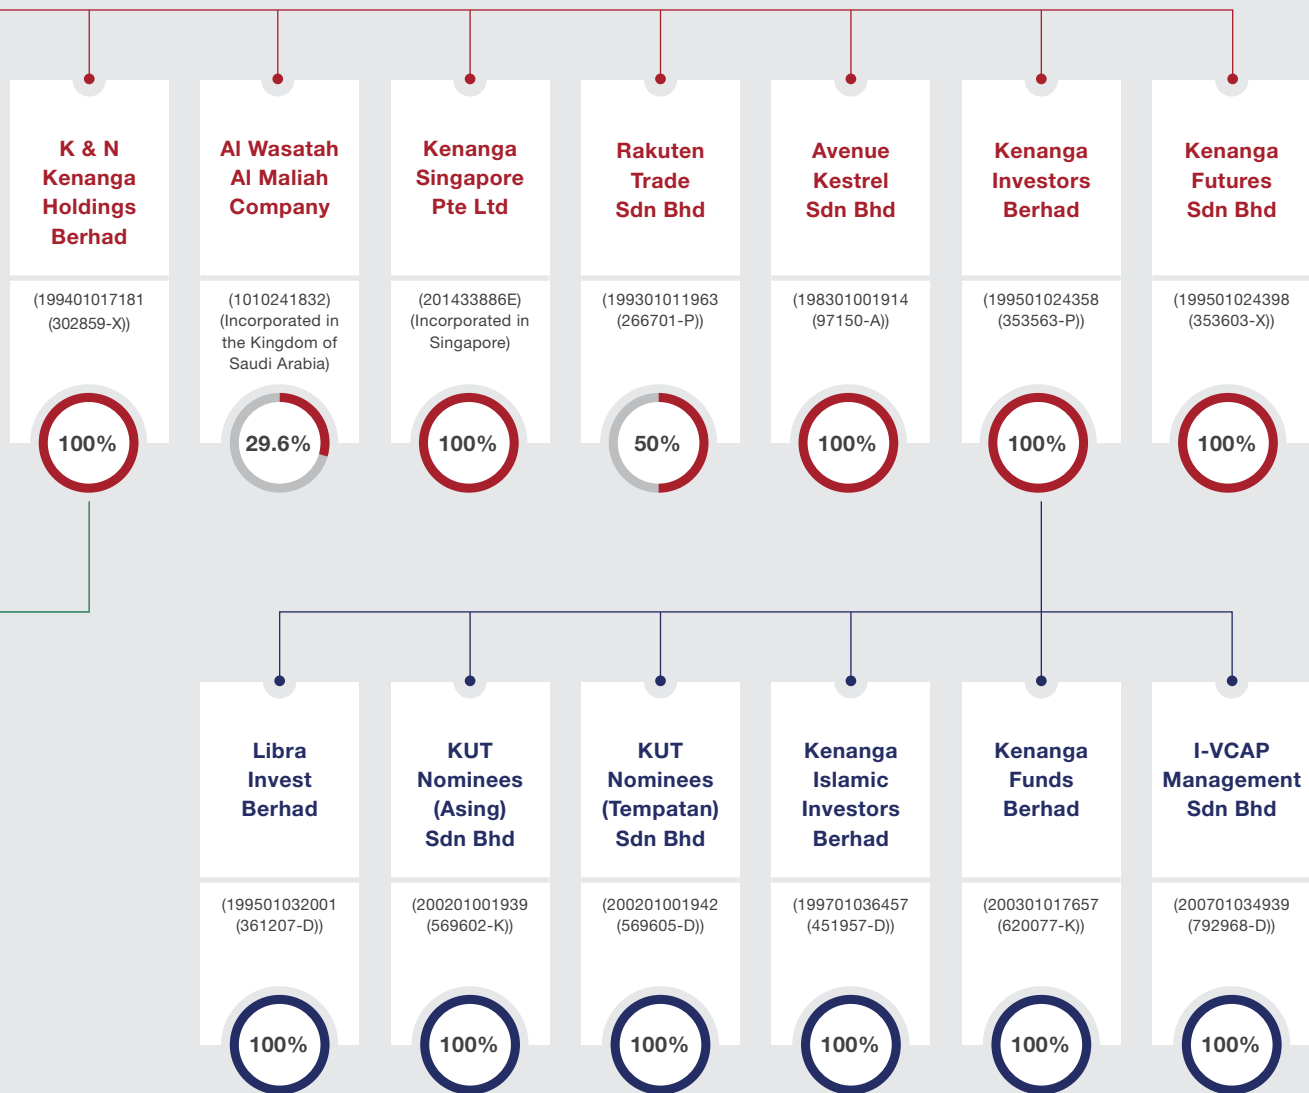 K & N
Kenanga
Holdings
Berhad
(199401017181
(302859-X))
100%
Al Wasatah
Al Maliah
Company
(1010241832)
(Incorporated in
the Kingdom of
Saudi Arabia)
29.6%
Kenanga
Singapore
Pte Ltd
(201433886E)
(Incorporated in
Singapore)
100%
Rakuten
Trade
Sdn Bhd
(199301011963
(266701-P))
50%
Avenue
Kestrel
Sdn Bhd
(198301001914
(97150-A))
100%
Kenanga
Investors
Berhad
(199501024358
(353563-P))
100%
Kenanga
Futures
Sdn Bhd
(199501024398
(353603-X))
100%
Libra
Invest
Berhad
(199501032001
(361207-D))
100%
KUT
Nominees
(Asing)
Sdn Bhd
(200201001939
(569602-K))
100%
KUT
Nominees
(Tempatan)
Sdn Bhd
(200201001942
(569605-D))
100%
Kenanga
Islamic
Investors
Berhad
(199701036457
(451957-D))
100%
Kenanga
Funds
Berhad
(200301017657
(620077-K))
100%
I-VCAP
Management
Sdn Bhd
(200701034939
(792968-D))
100%